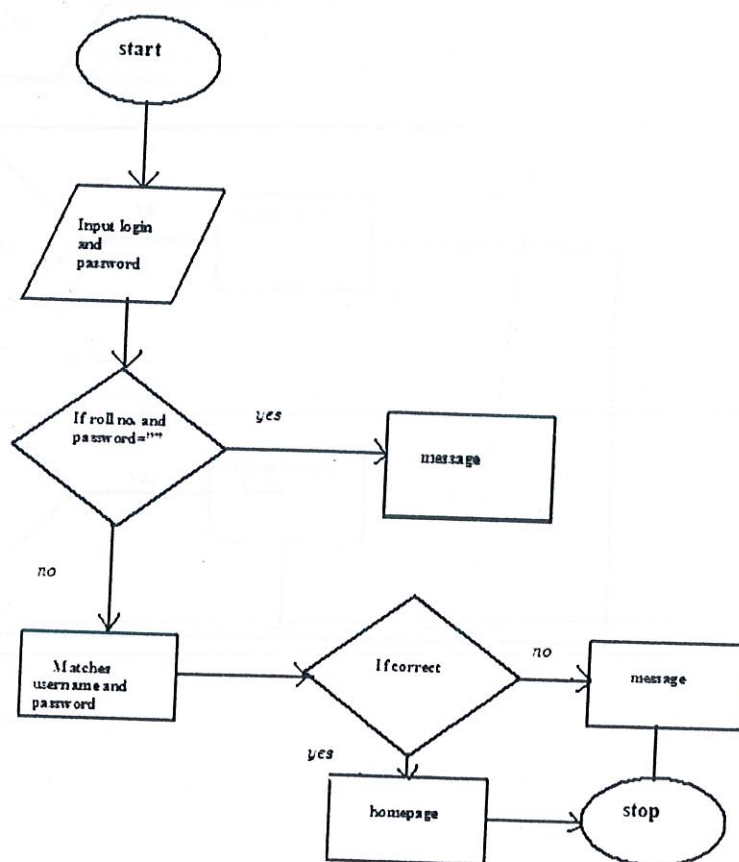 start
Input login
and
password
If roll no. and
password=""
yes
message
no
Matches
username and
password
If correct
no
message
yes
homepage
stop